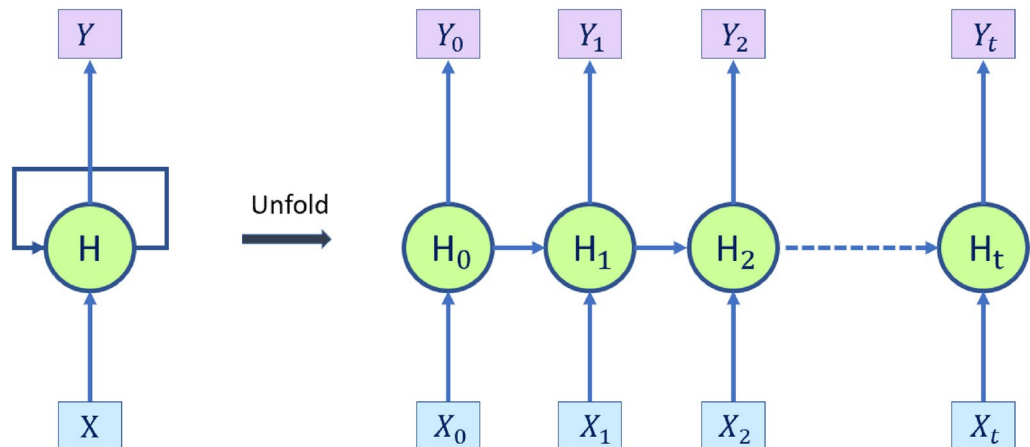 Y Y₀ Y₁ Y₂ Yₜ
Unfold
H H₀ H₁ H₂ Hₜ
X X₀ X₁ X₂ Xₜ